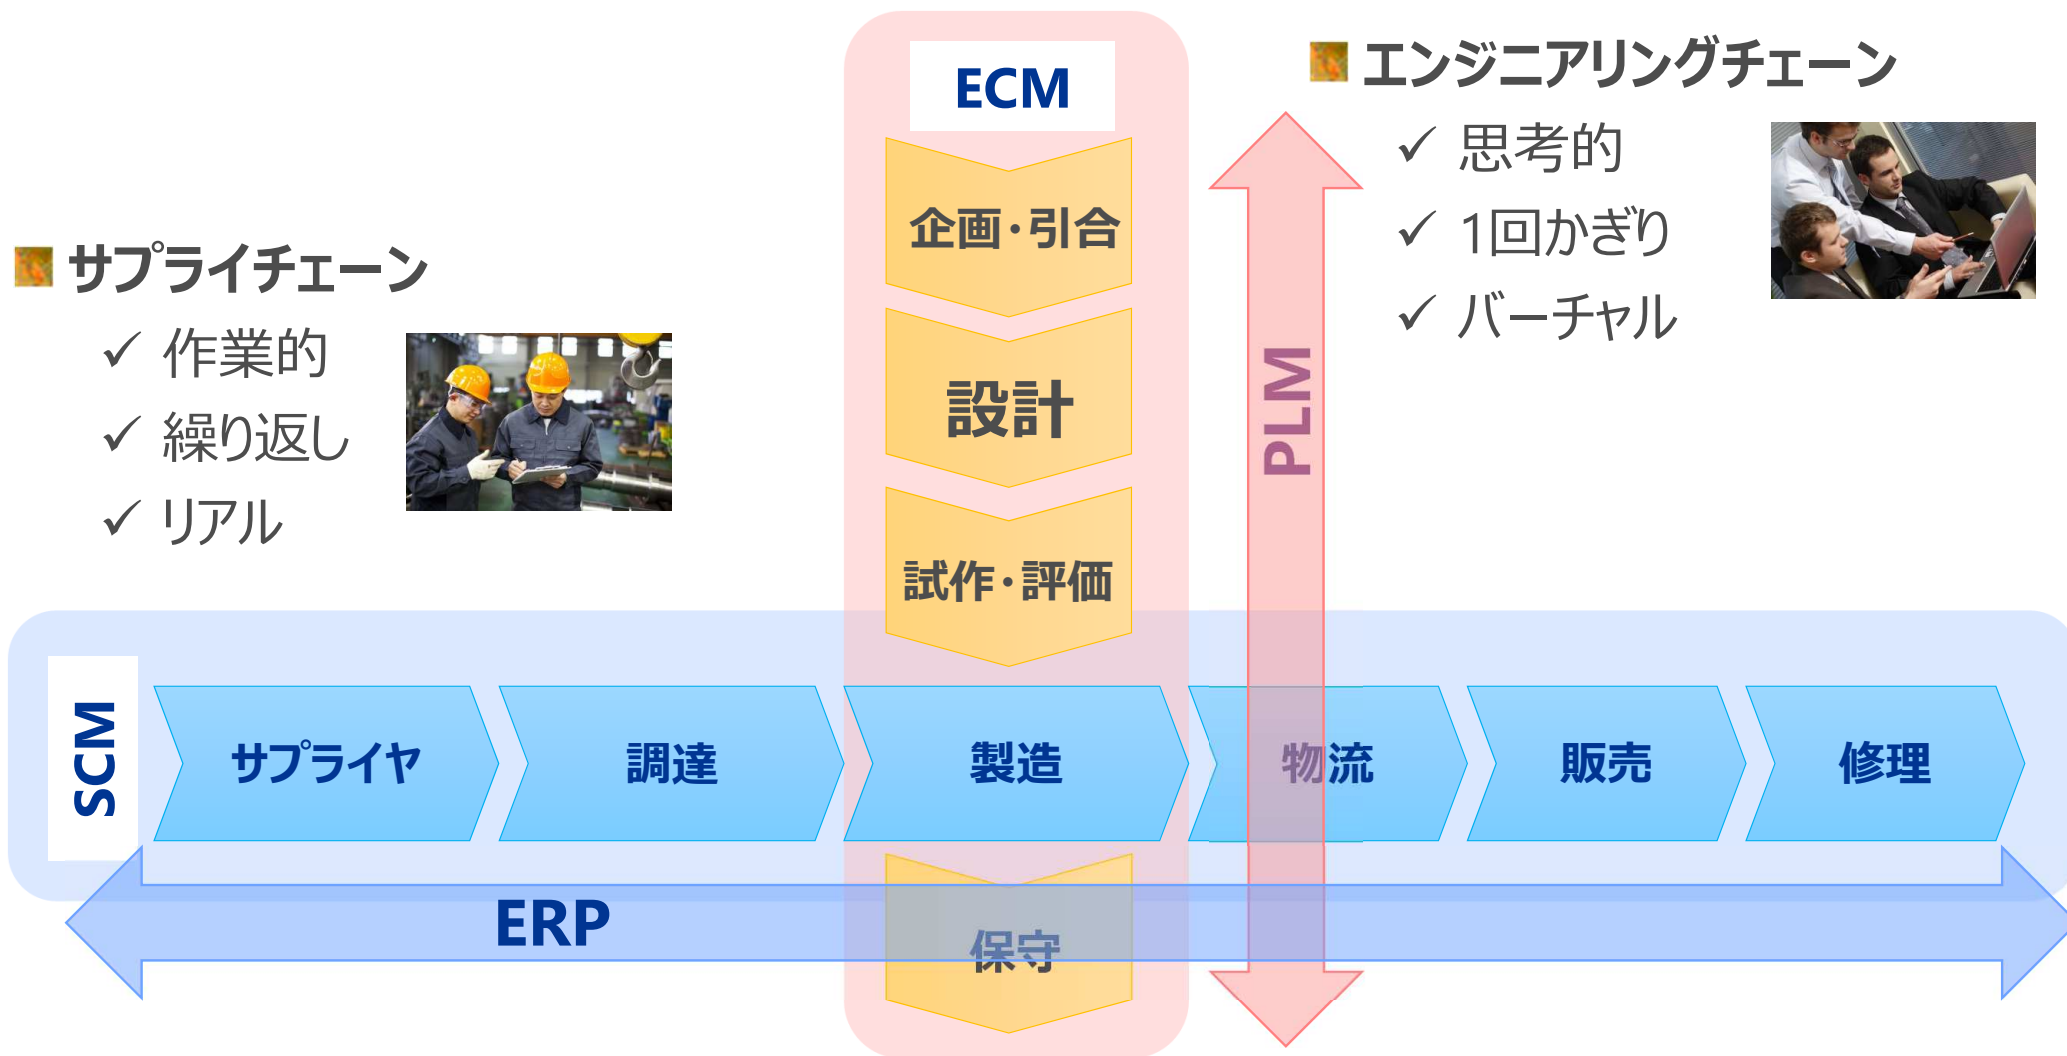 ECM
企画・引合
設計
試作・評価
エンジニアリングチェーン
✓ 思考的
✓ 1回かぎり
✓ バーチャル
PLM
サプライチェーン
✓ 作業的
✓ 繰り返し
✓ リアル
SCM
サプライヤ
調達
製造
物流
販売
修理
ERP
保守